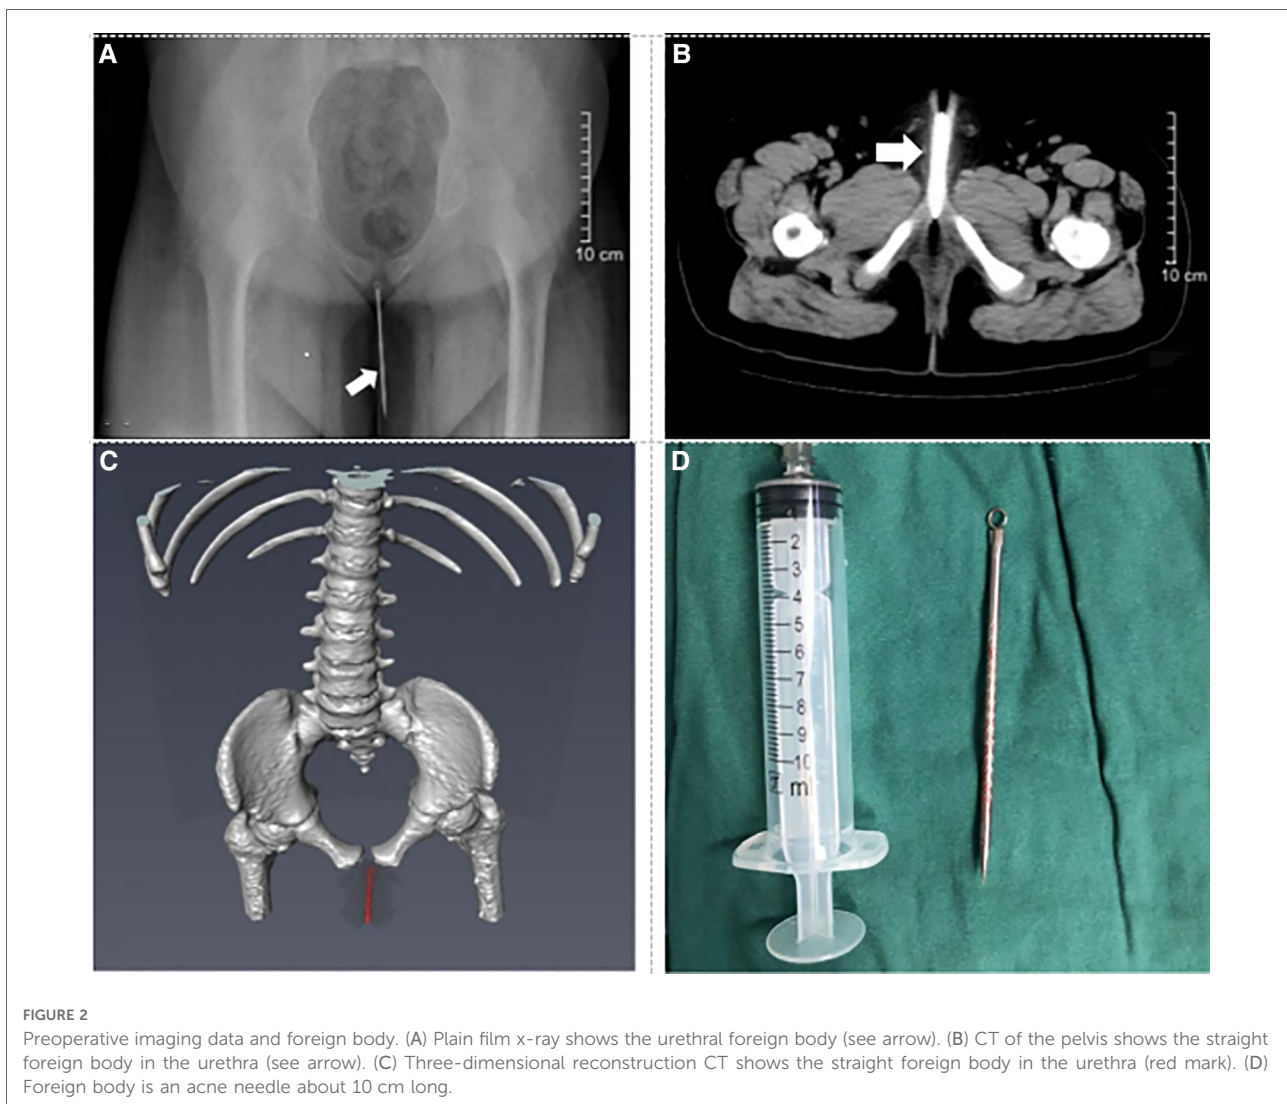 A
10 cm
B
10 cm
C
D
2
3
4
5
6
7
8
9
10
ml
FIGURE 2
Preoperative imaging data and foreign body. (A) Plain film x-ray shows the urethral foreign body (see arrow). (B) CT of the pelvis shows the straight
foreign body in the urethra (see arrow). (C) Three-dimensional reconstruction CT shows the straight foreign body in the urethra (red mark). (D)
Foreign body is an acne needle about 10 cm long.